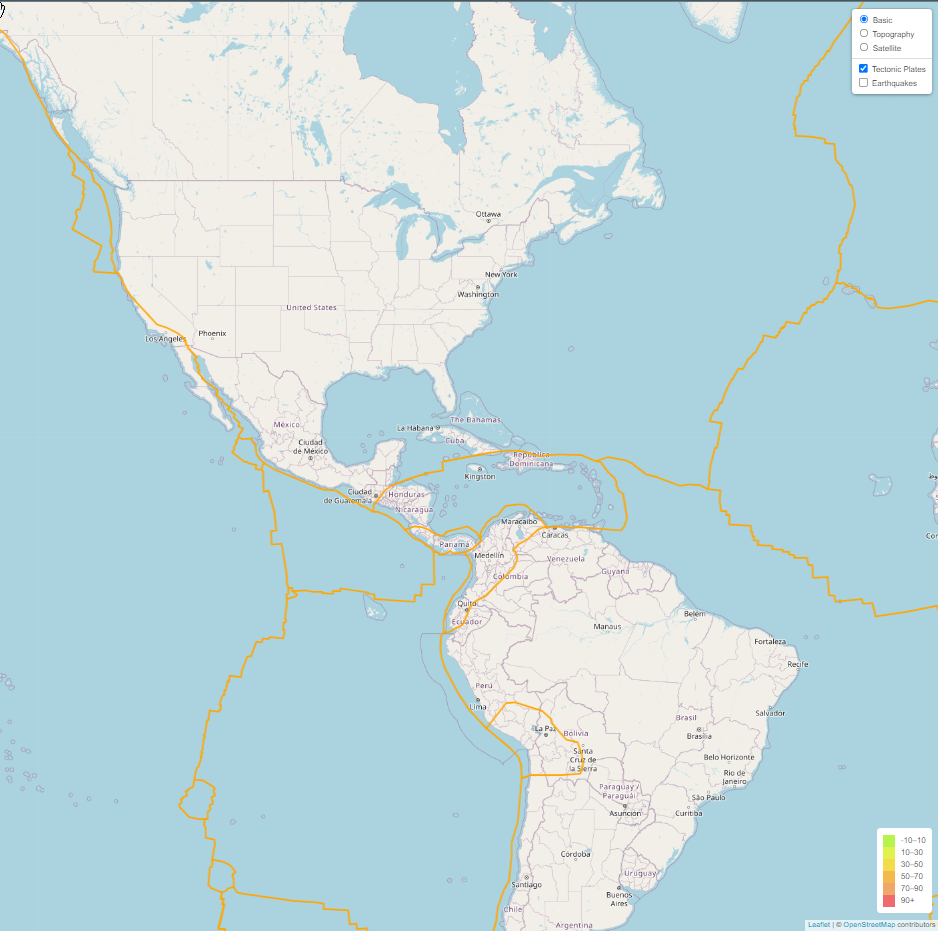 Basic
Topography
Satellite
Tectonic Plates
Earthquakes
Ottawa
New York
Washington
United States
Phoenix
Los Angeles
México
Ciudad
de México
La Habana
The Bahamas
Cuba
República
Dominicana
Kingston
Ciudad
de Guatemala
Honduras
Nicaragua
Maracaibo
Caracas
Panamá
Medellín
Venezuela
Guyana
Colombia
Quito
Ecuador
Belém
Manaus
Fortaleza
Recife
Perú
Lima
Salvador
Brasil
La Paz
Bolivia
Brasília
Santa
Cruz de
la Sierra
Belo Horizonte
Rio de
Janeiro
Paraguay /
Paraguái
São Paulo
Asunción
Curitiba
Córdoba
Uruguay
Santiago
Buenos
Aires
Chile
Argentina
-10–10
10–30
30–50
50–70
70–90
90+
Leaflet | © OpenStreetMap contributors